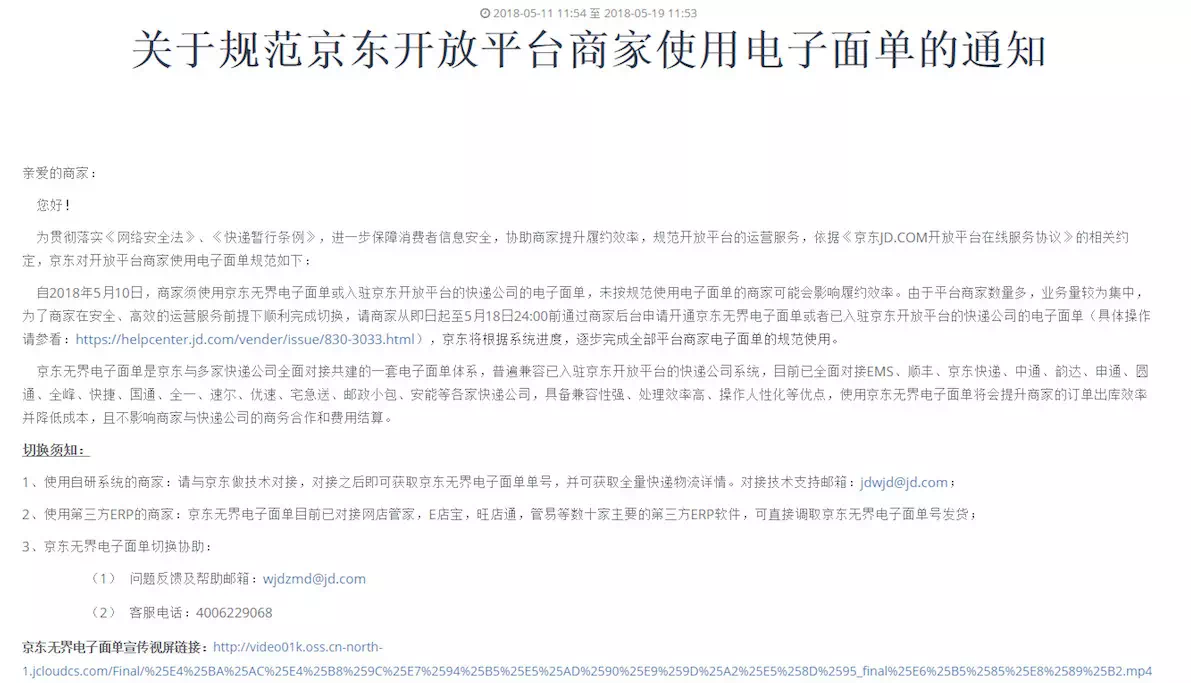 2018-05-11 11:54 至 2018-05-19 11:53
关于规范京东开放平台商家使用电子面单的通知
亲爱的商家：
您好！
为贯彻落实《网络安全法》、《快递暂行条例》，进一步保障消费者信息安全，协助商家提升履约效率，规范开放平台的运营服务，依据《京东JD.COM开放平台在线服务协议》的相关约
定，京东对开放平台商家使用电子面单规范如下：
自2018年5月10日，商家须使用京东无界电子面单或入驻京东开放平台的快递公司的电子面单，未按规范使用电子面单的商家可能会影响履约效率。由于平台商家数量多，业务量较为集中，
为了商家在安全、高效的运营服务前提下顺利完成切换，请商家从即日起至5月18日24:00前通过商家后台申请开通京东无界电子面单或者已入驻京东开放平台的快递公司的电子面单（具体操作
请参看：https://helpcenter.jd.com/vender/issue/830-3033.html），京东将根据系统进度，逐步完成全部平台商家电子面单的规范使用。
京东无界电子面单是京东与多家快递公司全面对接共建的一套电子面单体系，普遍兼容已入驻京东开放平台的快递公司系统，目前已全面对接EMS、顺丰、京东快递、中通、韵达、申通、圆
通、全峰、快捷、国通、全一、速尔、优速、宅急送、邮政小包、安能等各家快递公司，具备兼容性强、处理效率高、操作人性化等优点，使用京东无界电子面单将会提升商家的订单出库效率
并降低成本，且不影响商家与快递公司的商务合作和费用结算。
切换须知：
1、使用自研系统的商家：请与京东做技术对接，对接之后即可获取京东无界电子面单单号，并可获取全量快递物流详情。对接技术支持邮箱：jdwjd@jd.com；
2、使用第三方ERP的商家：京东无界电子面单目前已对接网店管家，E店宝，旺店通，管易等数十家主要的第三方ERP软件，可直接调取京东无界电子面单号发货；
3、京东无界电子面单切换协助：
（1） 问题反馈及帮助邮箱：wjdzmd@jd.com
（2） 客服电话：4006229068
京东无界电子面单宣传视屏链接：http://video01k.oss.cn-north-
1.jcloudcs.com/Final/%25E4%25BA%25AC%25E4%25B8%259C%25E7%2594%25B5%25E5%25AD%2590%25E9%259D%25A2%25E5%258D%2595_final%25E6%25B5%2585%25E8%2589%25B2.mp4